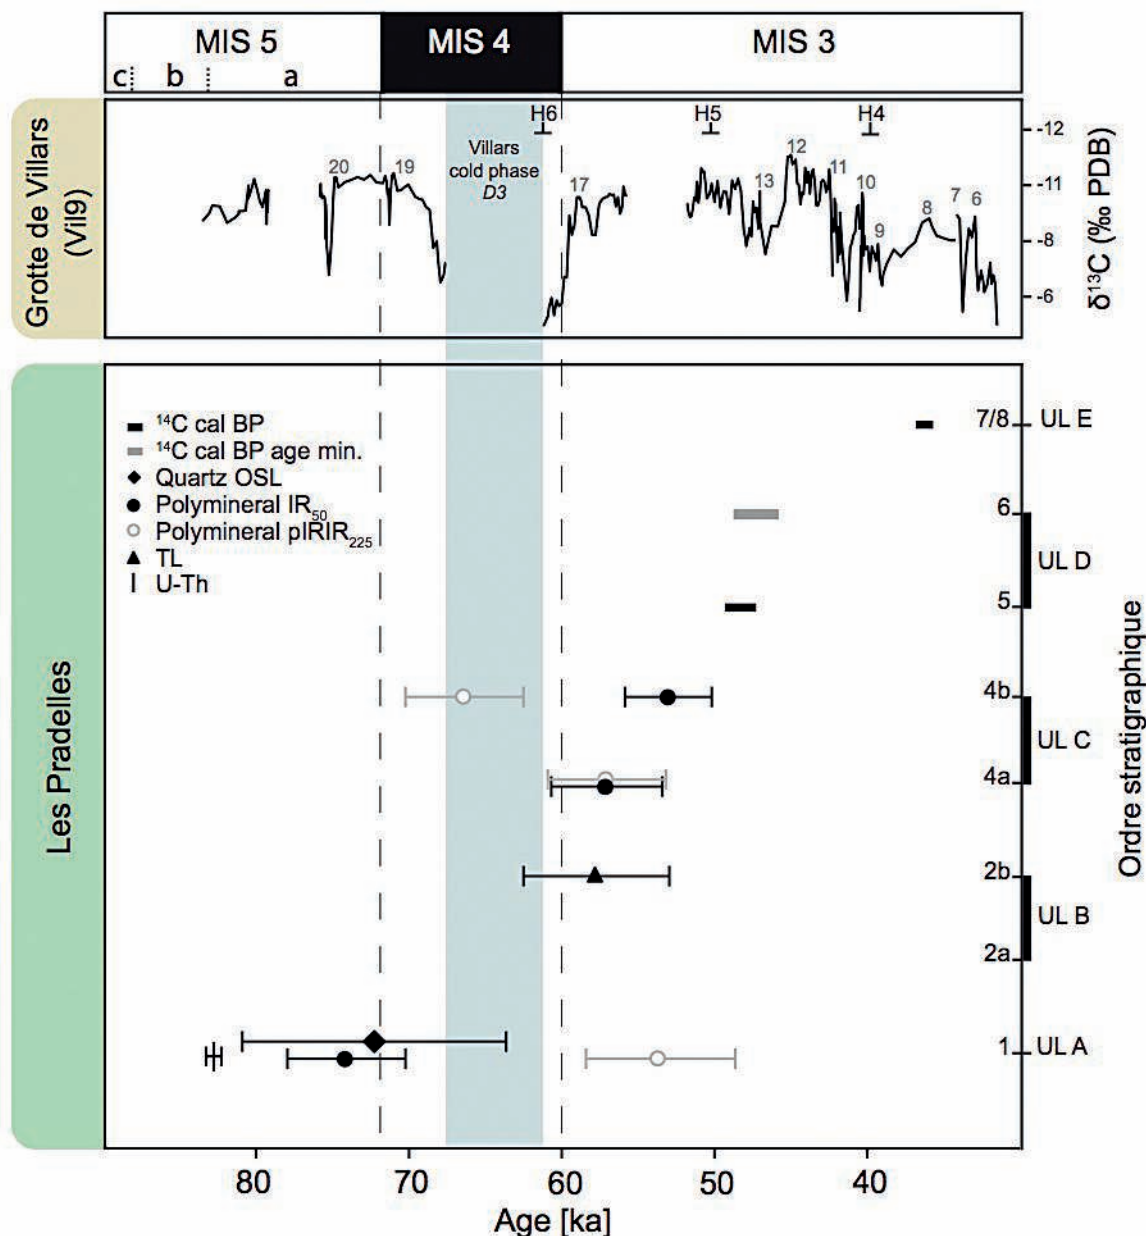 MIS 5
MIS 4
MIS 3
c b a
Grotte de Villars
(Vil9)
H6
H5
H4
Villars
cold phase
D3
20
19
17
13
12
11
10
9
8
7
6
-12
-11
-8
-6
δ¹³C (‰ PDB)
Les Pradelles
¹⁴C cal BP
¹⁴C cal BP age min.
Quartz OSL
Polymineral IR₅₀
Polymineral pIRIR₂₂₅
TL
U-Th
7/8 UL E
6
UL D
5
4b
UL C
4a
2b
UL B
2a
1 UL A
Ordre stratigraphique
80 70 60 50 40
Age [ka]